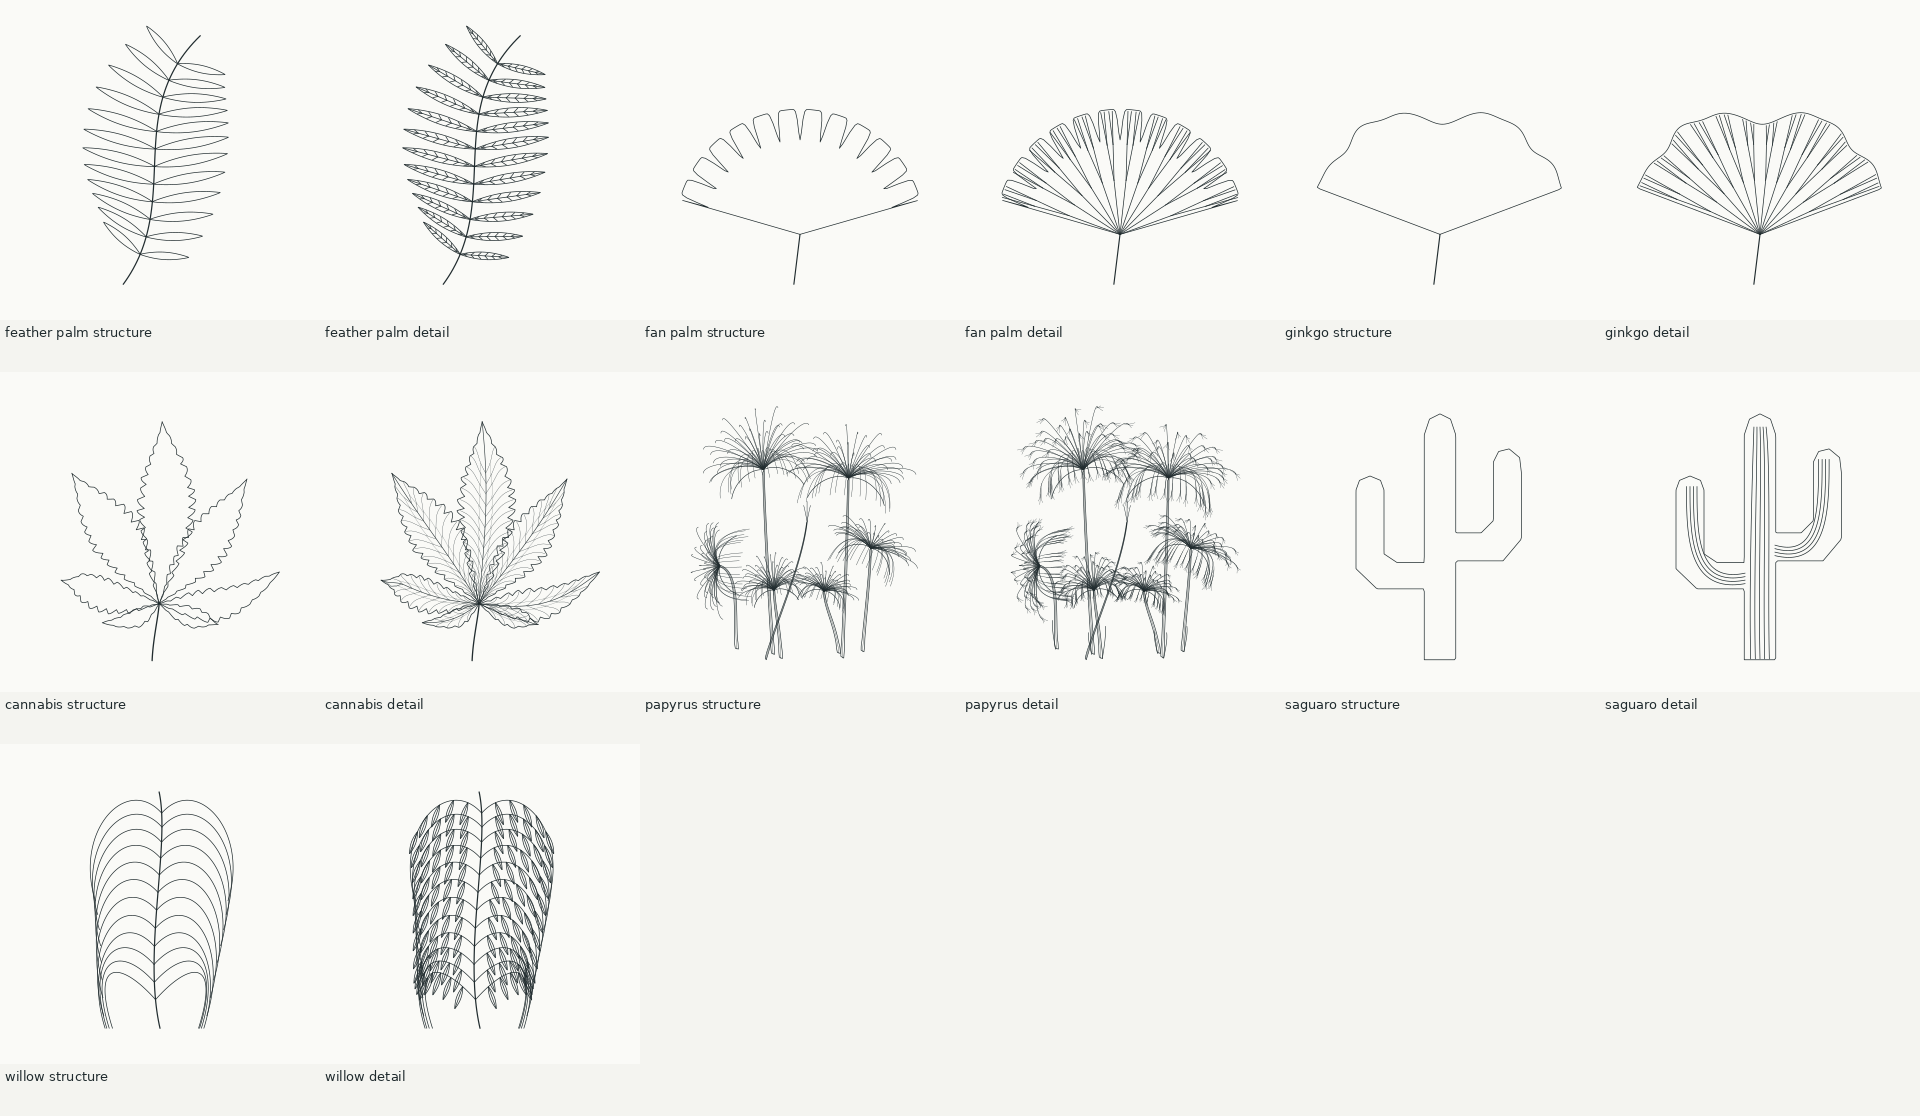 feather palm structure
feather palm detail
fan palm structure
fan palm detail
ginkgo structure
ginkgo detail
cannabis structure
cannabis detail
papyrus structure
papyrus detail
saguaro structure
saguaro detail
willow structure
willow detail